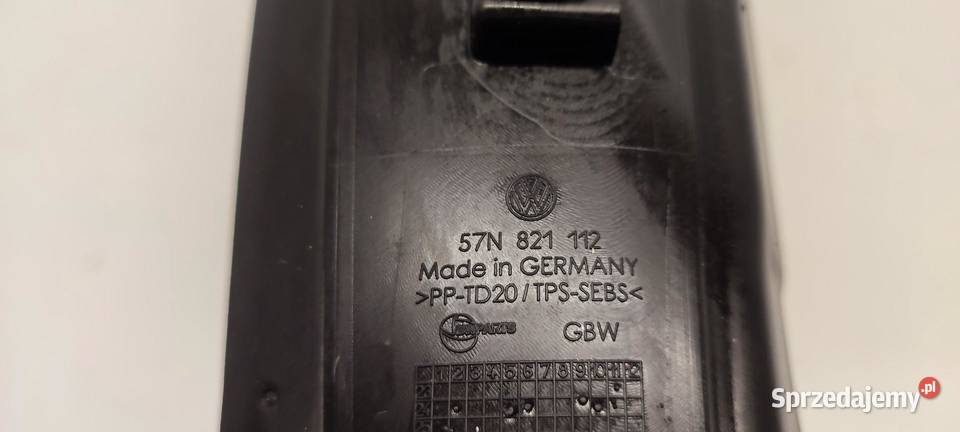 57N 821 112
Made in GERMANY
>PP-TD20/TPS-SEBS<
GBW
1 2 3 4 5 6 7 8 9 10 11 12
Sprzedajemy.pl